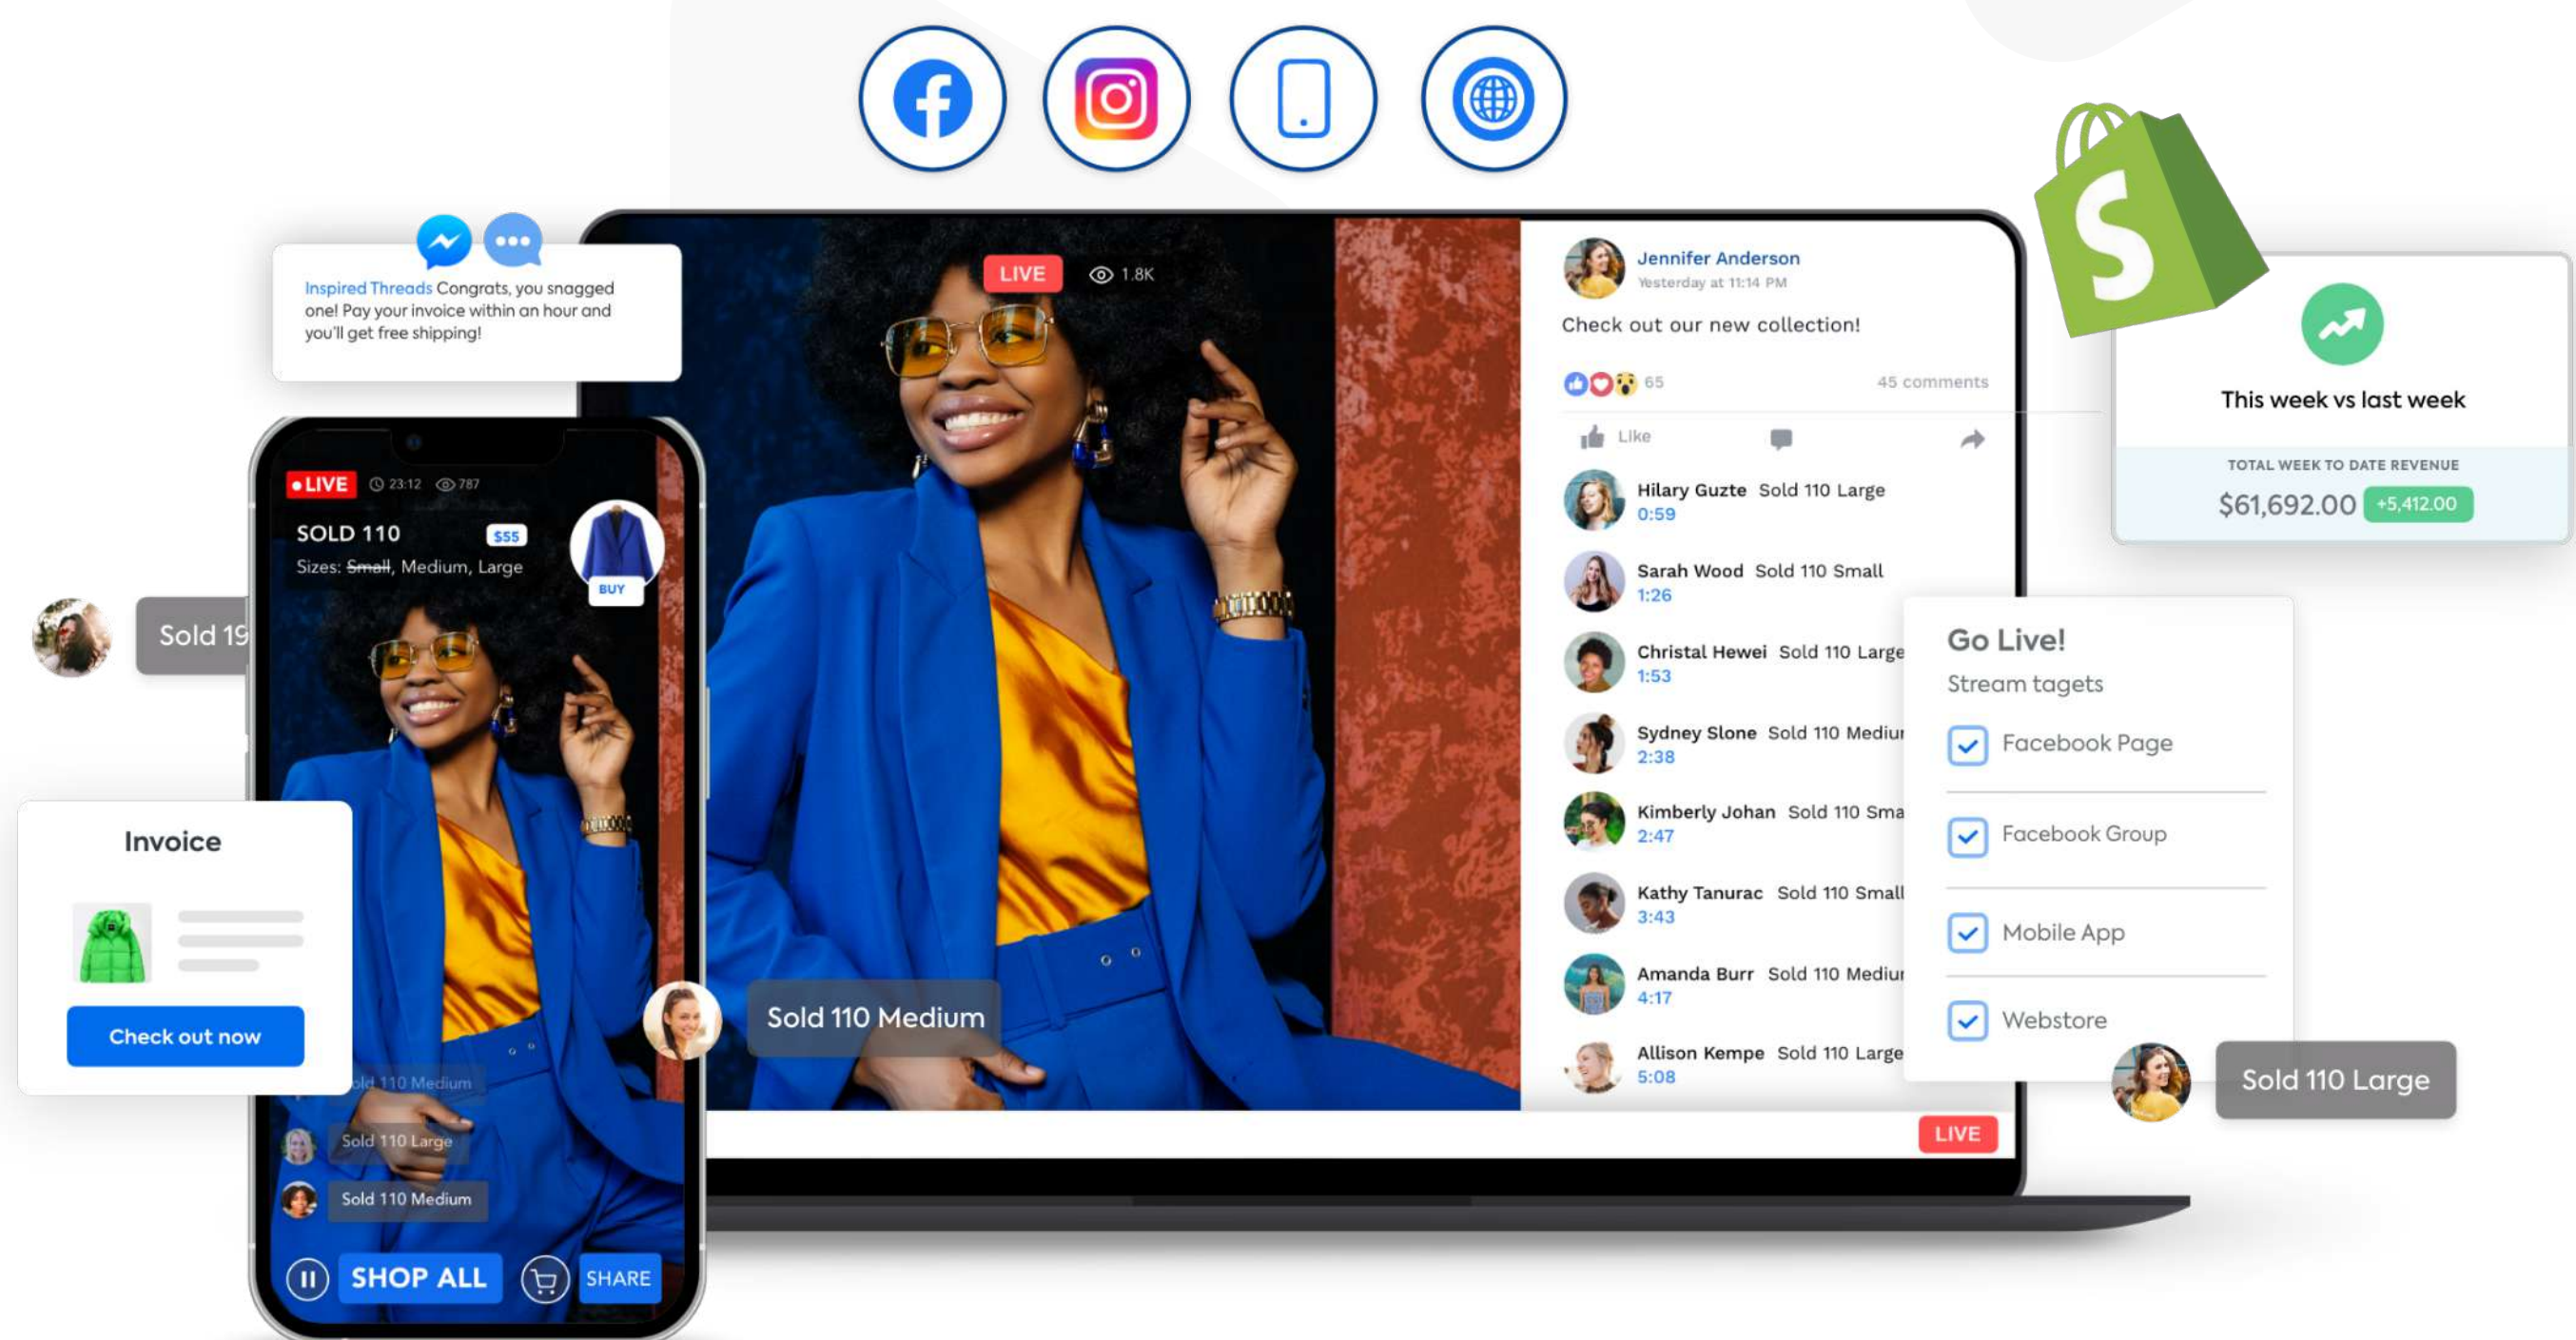 Inspired Threads Congrats, you snagged
one! Pay your invoice within an hour and
you'll get free shipping!
LIVE 23:12 787
SOLD 110 $55
Sizes: Small, Medium, Large
BUY
Sold 19
Invoice
Check out now
110 Medium
Sold 110 Large
Sold 110 Medium
SHOP ALL SHARE
LIVE 1.8K
Sold 110 Medium
Jennifer Anderson
Yesterday at 11:14 PM
Check out our new collection!
65 45 comments
Like
Hilary Guzte Sold 110 Large
0:59
Sarah Wood Sold 110 Small
1:26
Christal Hewei Sold 110 Large
1:53
Sydney Slone Sold 110
2:38
Kimberly Johan Sold 110
2:47
Kathy Tanurac Sold 110 Small
3:43
Amanda Burr Sold 110
4:17
Allison Kempe Sold 110 Large
5:08
LIVE
S
This week vs last week
TOTAL WEEK TO DATE REVENUE
$61,692.00 +5,412.00
Go Live!
Stream tagets
Facebook Page
Facebook Group
Mobile App
Webstore
Sold 110 Large